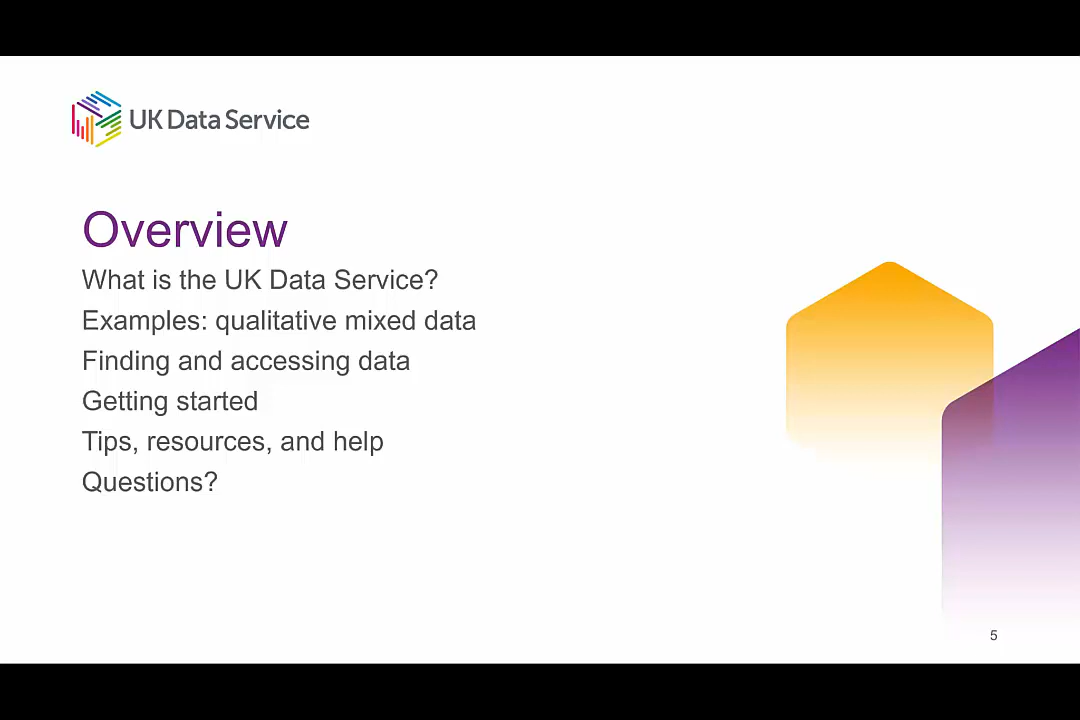 UK Data Service
Overview
What is the UK Data Service?
Examples: qualitative mixed data
Finding and accessing data
Getting started
Tips, resources, and help
Questions?
5